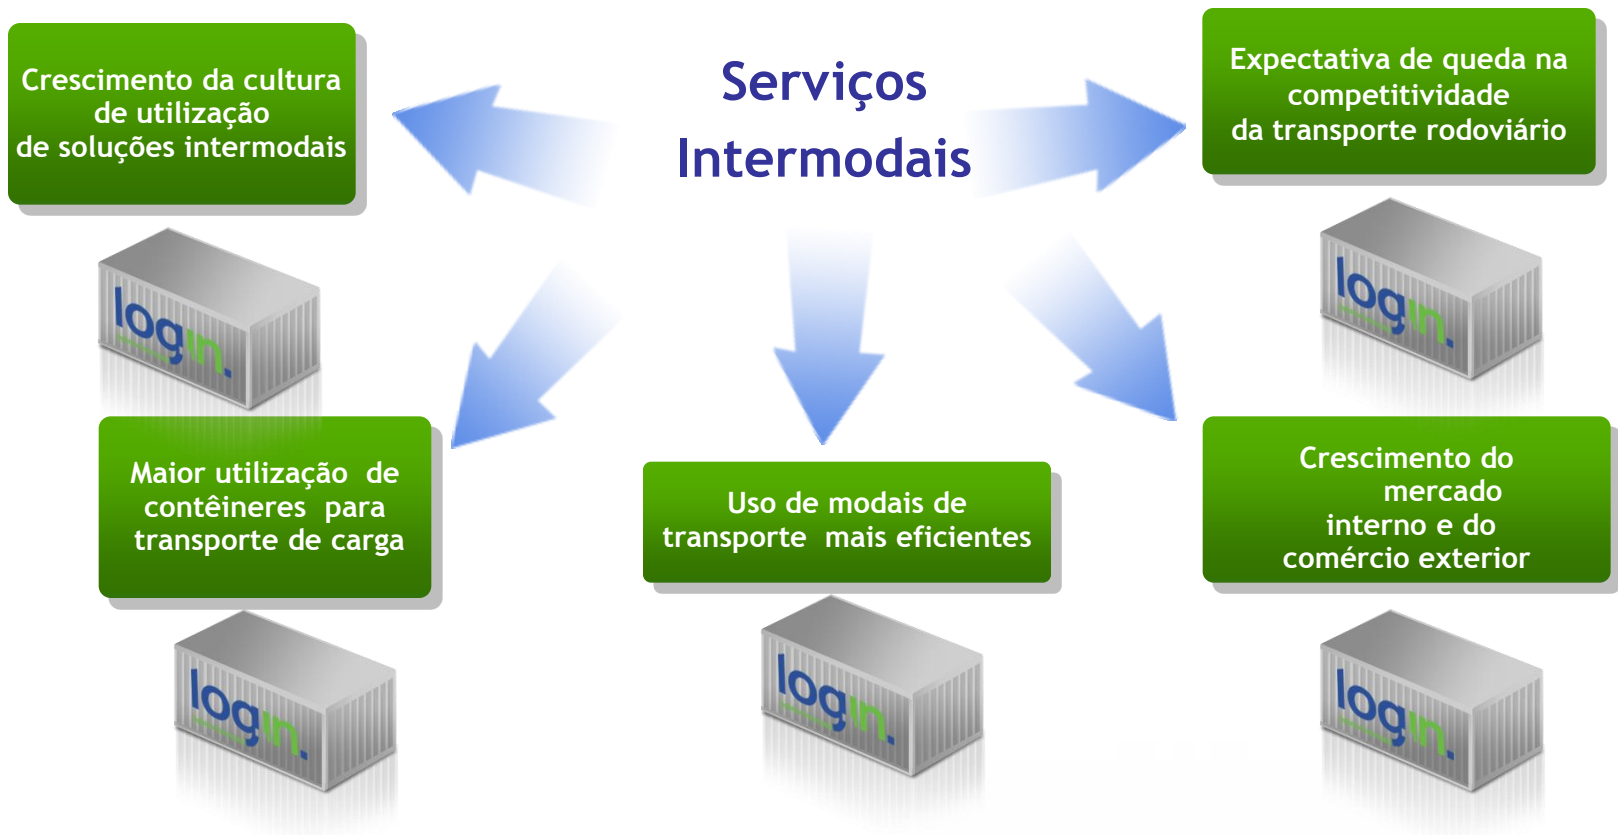 Serviços
Intermodais
Crescimento da cultura
de utilização
de soluções intermodais
Expectativa de queda na
competitividade
da transporte rodoviário
login.
login.
Maior utilização de
contêineres para
transporte de carga
Uso de modais de
transporte mais eficientes
Crescimento do
mercado
interno e do
comércio exterior
login.
login.
login.